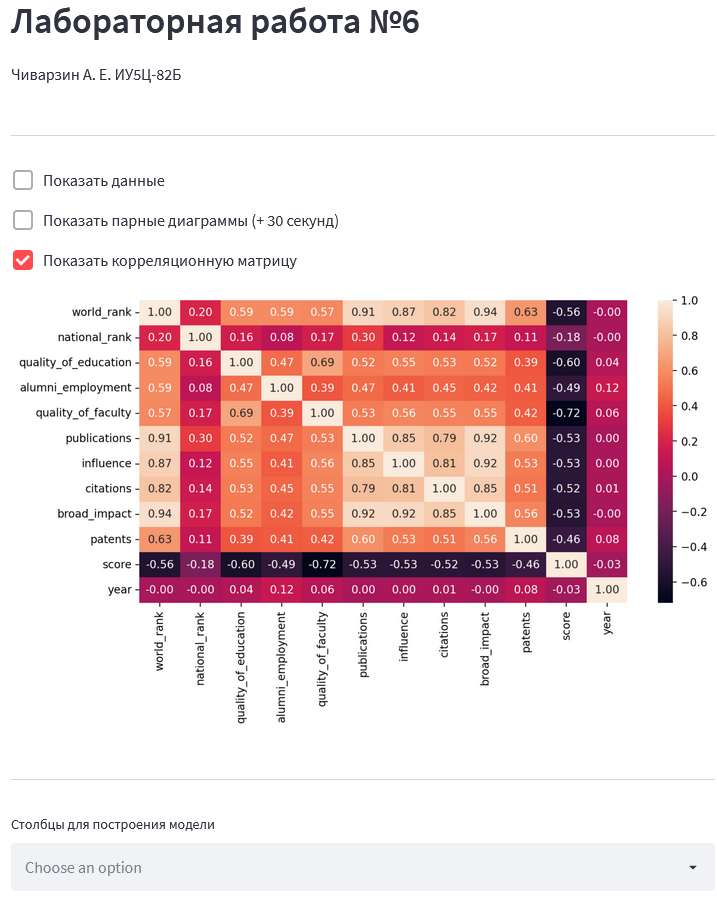 Лабораторная работа №6
Чиварзин А. Е. ИУ5Ц-82Б
Показать данные
Показать парные диаграммы (+ 30 секунд)
Показать корреляционную матрицу
world_rank 1.00 0.20 0.59 0.59 0.57 0.91 0.87 0.82 0.94 0.63 -0.56 -0.00
national_rank 0.20 1.00 0.16 0.08 0.17 0.30 0.12 0.14 0.17 0.11 -0.18 -0.00
quality_of_education 0.59 0.16 1.00 0.47 0.69 0.52 0.55 0.53 0.52 0.39 -0.60 0.04
alumni_employment 0.59 0.08 0.47 1.00 0.39 0.47 0.41 0.45 0.42 0.41 -0.49 0.12
quality_of_faculty 0.57 0.17 0.69 0.39 1.00 0.53 0.56 0.55 0.55 0.42 -0.72 0.06
publications 0.91 0.30 0.52 0.47 0.53 1.00 0.85 0.79 0.92 0.60 -0.53 0.00
influence 0.87 0.12 0.55 0.41 0.56 0.85 1.00 0.81 0.92 0.53 -0.53 0.00
citations 0.82 0.14 0.53 0.45 0.55 0.79 0.81 1.00 0.85 0.51 -0.52 0.01
broad_impact 0.94 0.17 0.52 0.42 0.55 0.92 0.92 0.85 1.00 0.56 -0.53 -0.00
patents 0.63 0.11 0.39 0.41 0.42 0.60 0.53 0.51 0.56 1.00 -0.46 0.08
score -0.56 -0.18 -0.60 -0.49 -0.72 -0.53 -0.53 -0.52 -0.53 -0.46 1.00 -0.03
year -0.00 -0.00 0.04 0.12 0.06 0.00 0.00 0.01 -0.00 0.08 -0.03 1.00
world_rank
national_rank
quality_of_education
alumni_employment
quality_of_faculty
publications
influence
citations
broad_impact
patents
score
year
1.0
0.8
0.6
0.4
0.2
0.0
−0.2
−0.4
−0.6
Столбцы для построения модели
Choose an option